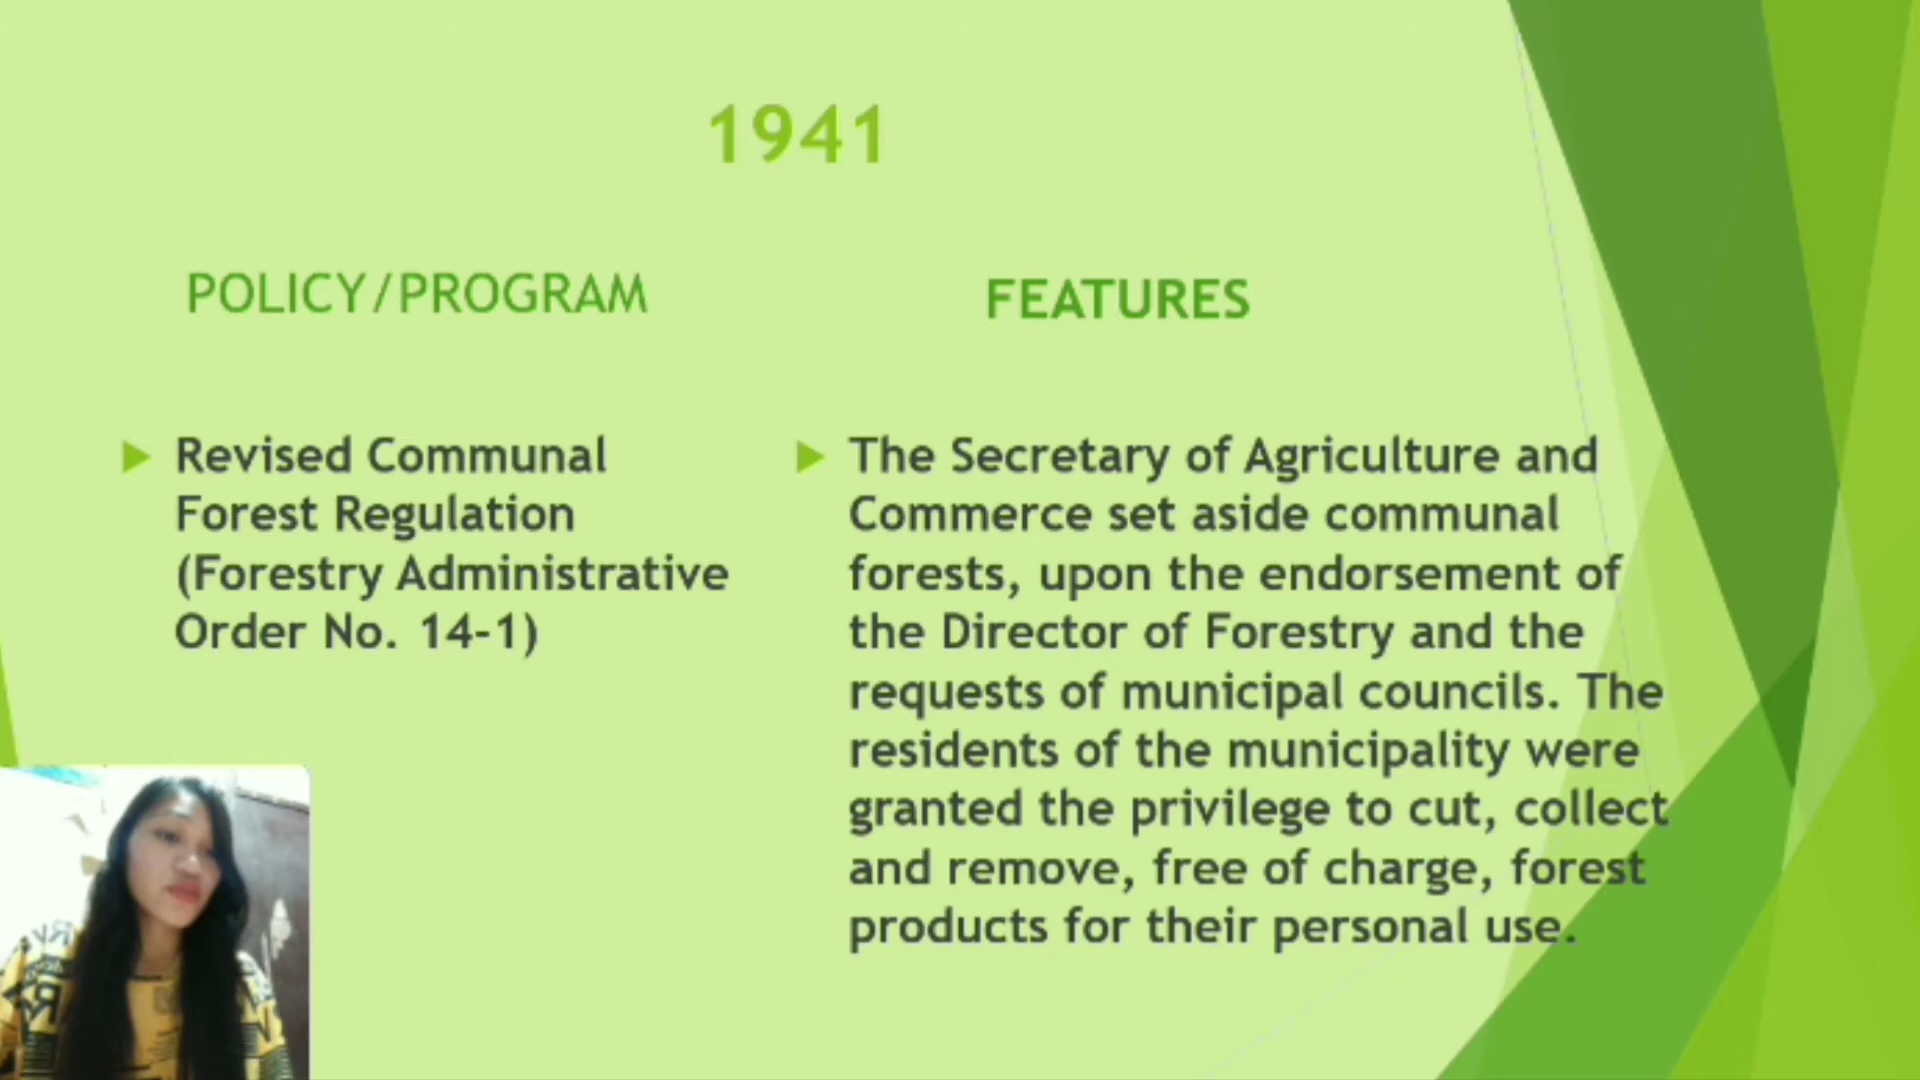 1941
POLICY/PROGRAM
FEATURES
Revised Communal
Forest Regulation
(Forestry Administrative
Order No. 14-1)
The Secretary of Agriculture and
Commerce set aside communal
forests, upon the endorsement of
the Director of Forestry and the
requests of municipal councils. The
residents of the municipality were
granted the privilege to cut, collect
and remove, free of charge, forest
products for their personal use.